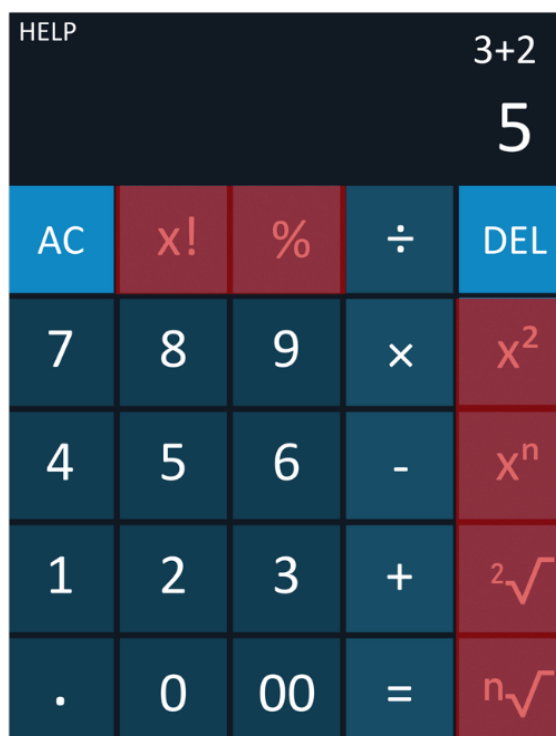 HELP
3+2
5
AC x! % ÷ DEL
7 8 9 × x²
4 5 6 - xⁿ
1 2 3 + ²√
. 0 00 = ⁿ√